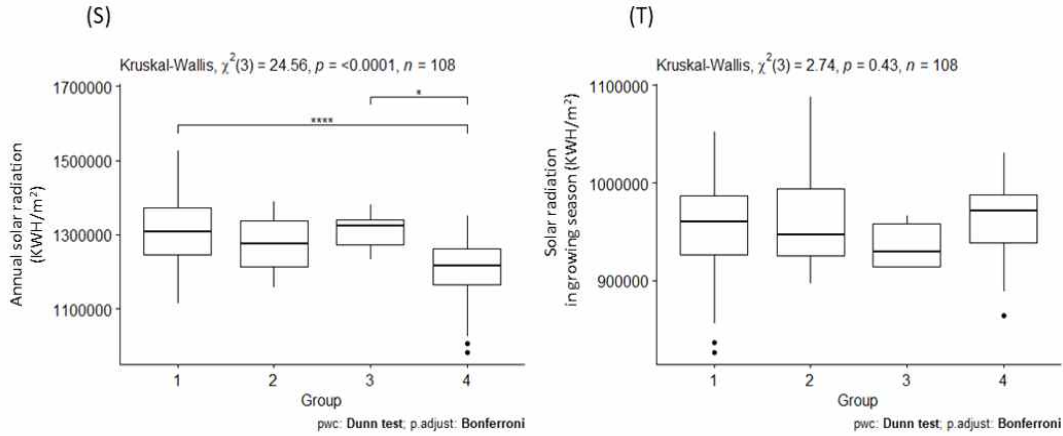 (S)
Kruskal-Wallis, χ²(3) = 24.56, p = <0.0001, n = 108
Annual solar radiation
(KWH/m²)
1700000
1500000
1300000
1100000
*
****
1
2
3
4
Group
pwc: Dunn test; p.adjust: Bonferroni
(T)
Kruskal-Wallis, χ²(3) = 2.74, p = 0.43, n = 108
Solar radiation
ingrowing season (KWH/m²)
1100000
1000000
900000
1
2
3
4
Group
pwc: Dunn test; p.adjust: Bonferroni